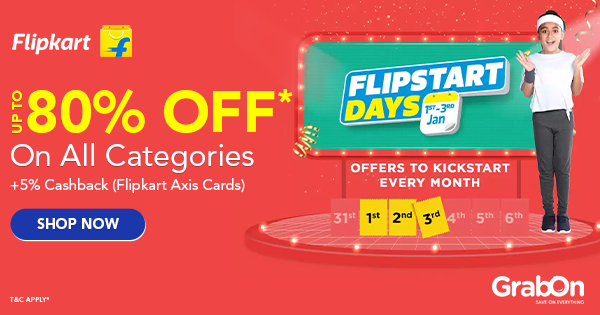 Flipkart
UP TO 80% OFF*
On All Categories
+5% Cashback (Flipkart Axis Cards)
SHOP NOW
T&C APPLY*
FLIPSTART
DAYS
1ST-3RD
Jan
OFFERS TO KICKSTART
EVERY MONTH
31st 1st 2nd 3rd 4th 5th 6th
GrabOn
SAVE ON EVERYTHING